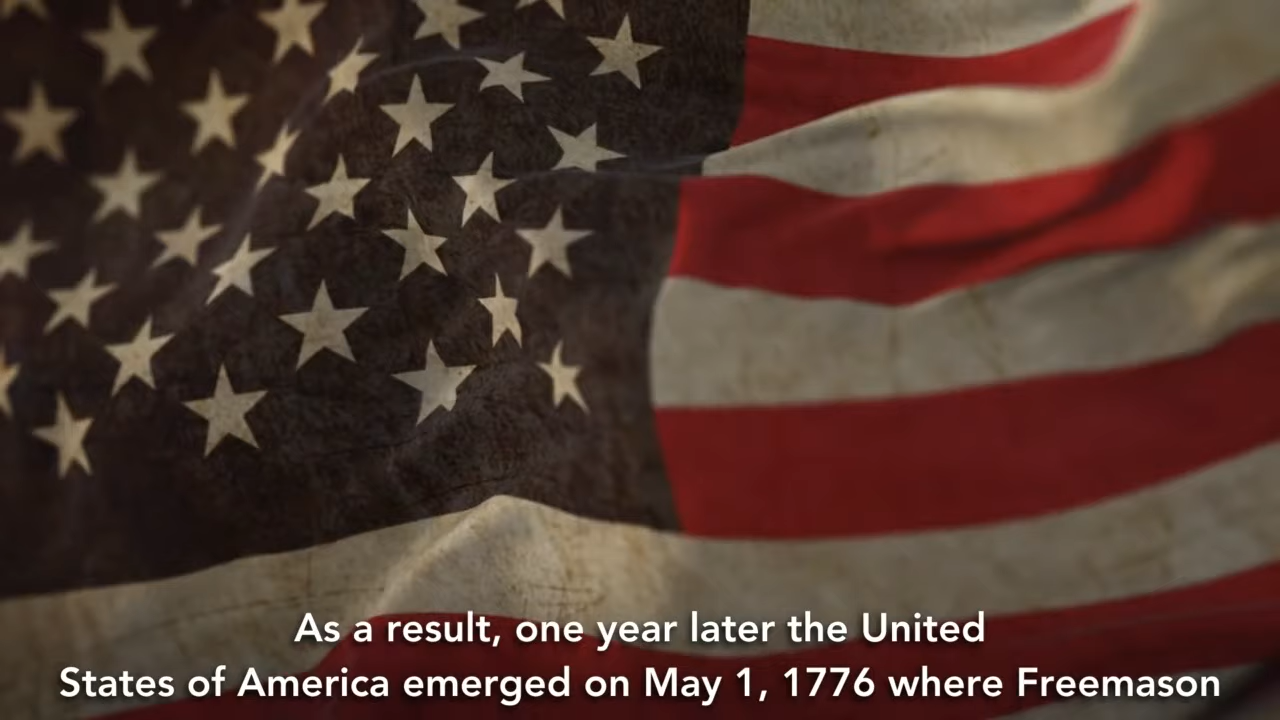 As a result, one year later the United
States of America emerged on May 1, 1776 where Freemason